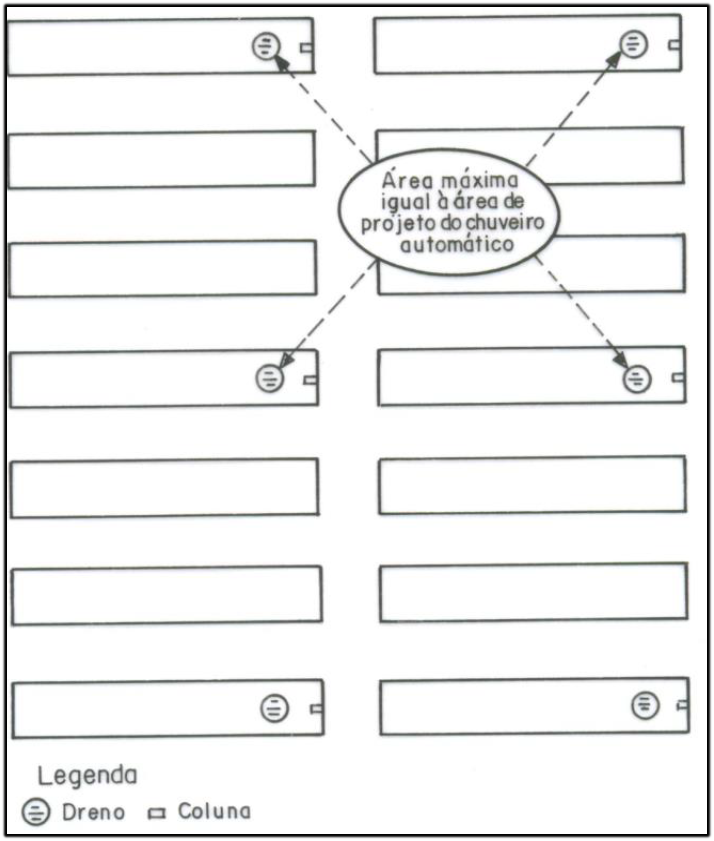 Área máxima
igual à área de
projeto do chuveiro
automático
Legenda
Dreno
Coluna